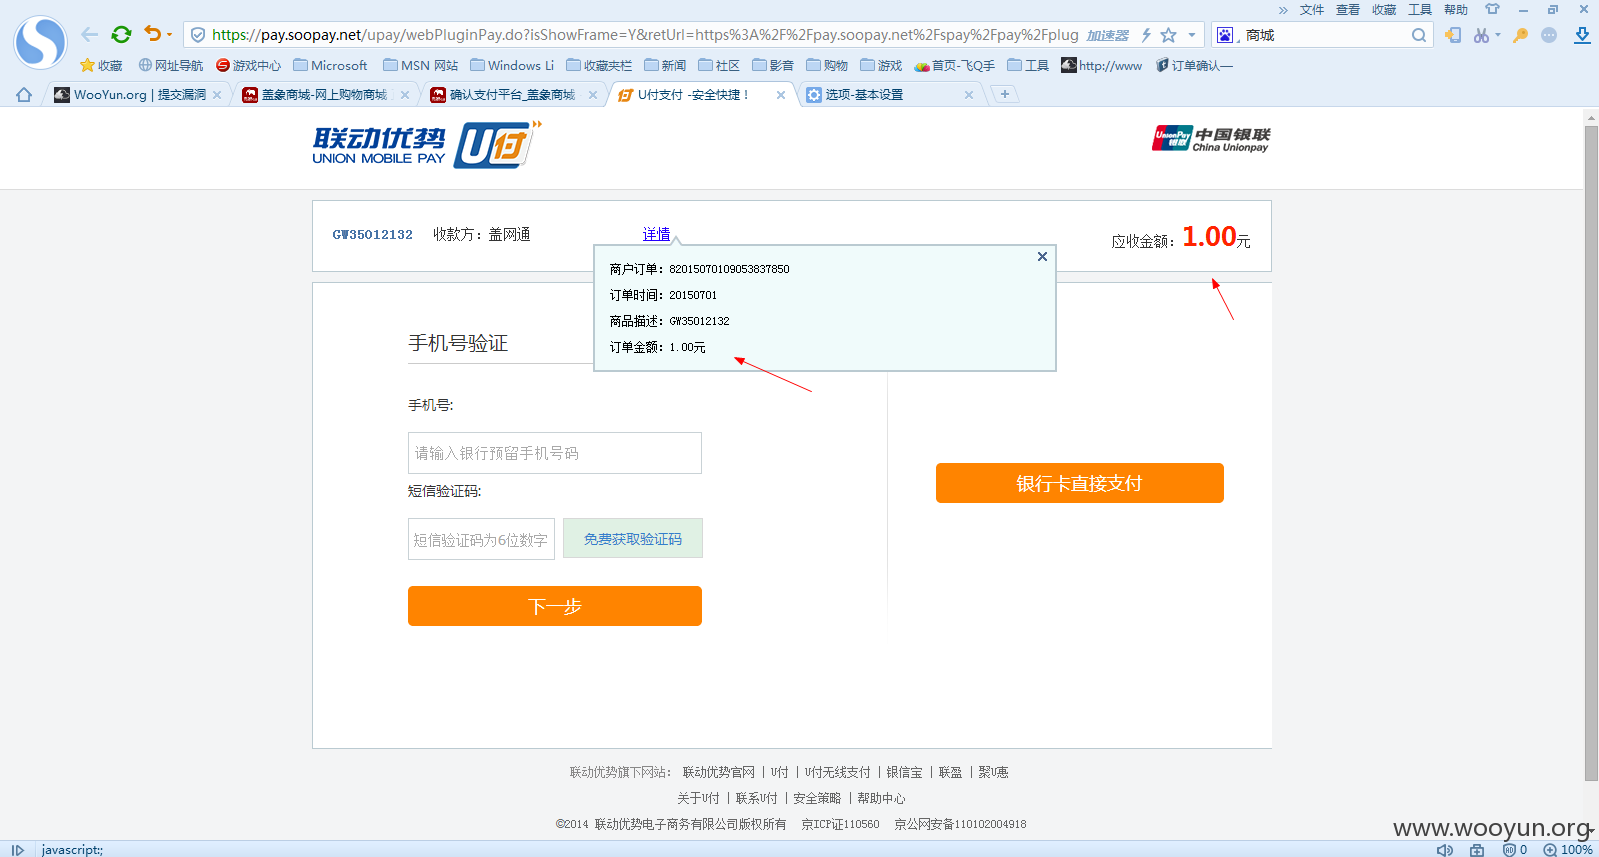 » 文件 查看 收藏 工具 帮助
https://pay.soopay.net/upay/webPluginPay.do?isShowFrame=Y&retUrl=https%3A%2F%2Fpay.soopay.net%2Fspay%2Fpay%2Fplug 加速器 商城
收藏 网址导航 游戏中心 Microsoft MSN 网站 Windows Li 收藏夹栏 新闻 社区 影音 购物 游戏 首页-飞Q手 工具 http://www 订单确认—
WooYun.org | 提交漏洞 盖象商城-网上购物商城 确认支付平台_盖象商城 U付支付 -安全快捷! 选项-基本设置
联动优势 U付
UNION MOBILE PAY
UnionPay 银联 中国银联
China Unionpay
GW35012132 收款方: 盖网通 详情 应收金额: 1.00元
商户订单: 82015070109053837850
订单时间: 20150701
商品描述: GW35012132
订单金额: 1.00元
手机号验证
手机号:
请输入银行预留手机号码
短信验证码:
短信验证码为6位数字 免费获取验证码
下一步
银行卡直接支付
联动优势旗下网站: 联动优势官网 | U付 | U付无线支付 | 银信宝 | 联盈 | 聚U惠
关于U付 | 联系U付 | 安全策略 | 帮助中心
©2014 联动优势电子商务有限公司版权所有 京ICP证110560 京公网安备110102004918
www.wooyun.org
javascript:; 0 100%